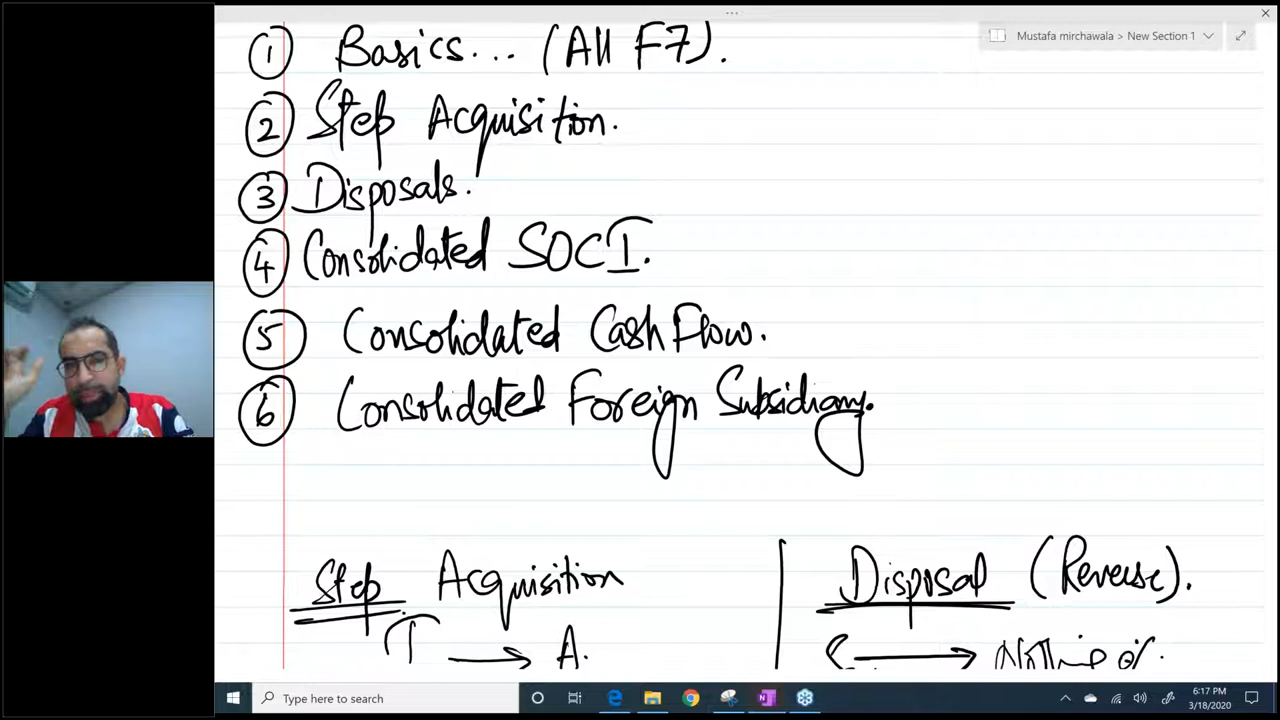 Mustafa mirchawala > New Section 1
① Basics... (All F7).
② Step Acquisition.
③ Disposals.
④ Consolidated SOCI.
⑤ Consolidated Cash Flow.
⑥ Consolidated Foreign Subsidiary.
Step Acquisition
Disposal (Reverse).
→ A.
→
Type here to search
6:17 PM
3/18/2020